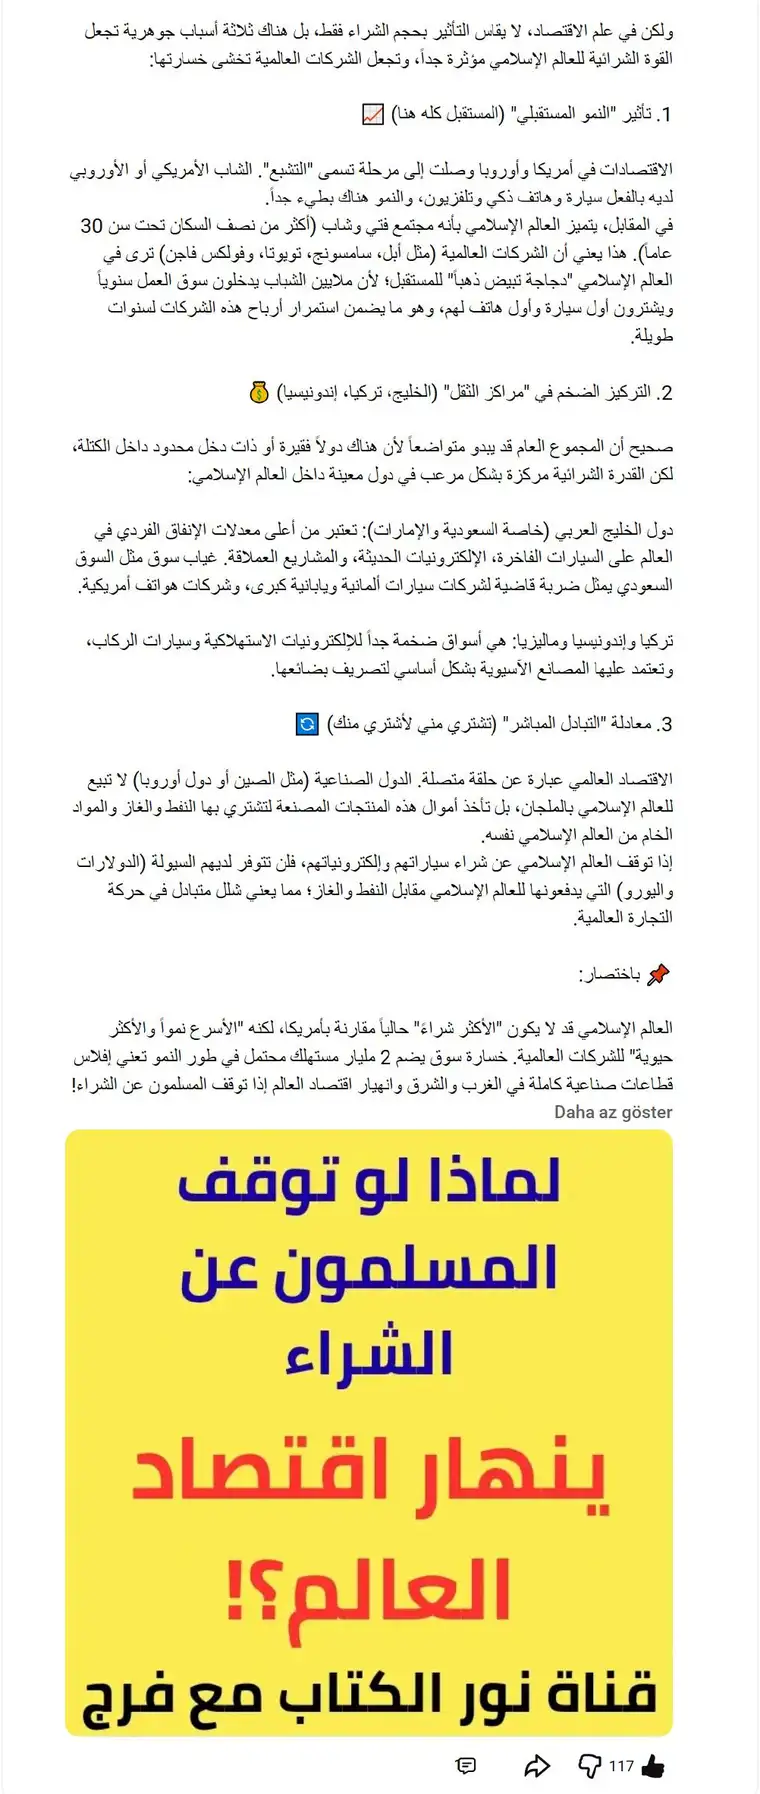 ولكن في علم الاقتصاد، لا يقاس التأثير بحجم الشراء فقط، بل هناك ثلاثة أسباب جوهرية تجعل
القوة الشرائية للعالم الإسلامي مؤثرة جداً، وتجعل الشركات العالمية تخشى خسارتها:
1. تأثير "النمو المستقبلي" (المستقبل كله هنا) 📈
الاقتصادات في أمريكا وأوروبا وصلت إلى مرحلة تسمى "التشبع". الشاب الأمريكي أو الأوروبي
لديه بالفعل سيارة وهاتف ذكي وتلفزيون، والنمو هناك بطيء جداً.
في المقابل، يتميز العالم الإسلامي بأنه مجتمع فتي وشاب (أكثر من نصف السكان تحت سن 30
عاماً). هذا يعني أن الشركات العالمية (مثل أبل، سامسونج، تويوتا، وفولكس فاجن) ترى في
العالم الإسلامي "دجاجة تبيض ذهباً" للمستقبل؛ لأن ملايين الشباب يدخلون سوق العمل سنوياً
ويشترون أول سيارة وأول هاتف لهم، وهو ما يضمن استمرار أرباح هذه الشركات لسنوات
طويلة.
2. التركيز الضخم في "مراكز الثقل" (الخليج، تركيا، إندونيسيا) 💰
صحيح أن المجموع العام قد يبدو متواضعاً لأن هناك دولاً فقيرة أو ذات دخل محدود داخل الكتلة،
لكن القدرة الشرائية مركزة بشكل مرعب في دول معينة داخل العالم الإسلامي:
دول الخليج العربي (خاصة السعودية والإمارات): تعتبر من أعلى معدلات الإنفاق الفردي في
العالم على السيارات الفاخرة، الإلكترونيات الحديثة، والمشاريع العملاقة. غياب سوق مثل السوق
السعودي يمثل ضربة قاضية لشركات سيارات ألمانية ويابانية كبرى، وشركات هواتف أمريكية.
تركيا وإندونيسيا وماليزيا: هي أسواق ضخمة جداً للإلكترونيات الاستهلاكية وسيارات الركاب،
وتعتمد عليها المصانع الآسيوية بشكل أساسي لتصريف بضائعها.
3. معادلة "التبادل المباشر" (تشتري مني لأشتري منك) 🔄
الاقتصاد العالمي عبارة عن حلقة متصلة. الدول الصناعية (مثل الصين أو دول أوروبا) لا تبيع
للعالم الإسلامي بالملجان، بل تأخذ أموال هذه المنتجات المصنعة لتشتري بها النفط والغاز والمواد
الخام من العالم الإسلامي نفسه.
إذا توقف العالم الإسلامي عن شراء سياراتهم وإلكترونياتهم، فلن تتوفر لديهم السيولة (الدولارات
واليورو) التي يدفعونها للعالم الإسلامي مقابل النفط والغاز؛ مما يعني شلل متبادل في حركة
التجارة العالمية.
📌 باختصار:
العالم الإسلامي قد لا يكون "الأكثر شراءً" حالياً مقارنة بأمريكا، لكنه "الأسرع نمواً والأكثر
حيوية" للشركات العالمية. خسارة سوق يضم 2 مليار مستهلك محتمل في طور النمو تعني إفلاس
قطاعات صناعية كاملة في الغرب والشرق وانهيار اقتصاد العالم إذا توقف المسلمون عن الشراء!
Daha az göster
لماذا لو توقف
المسلمون عن
الشراء
ينهار اقتصاد
العالم؟!
قناة نور الكتاب مع فرج
117